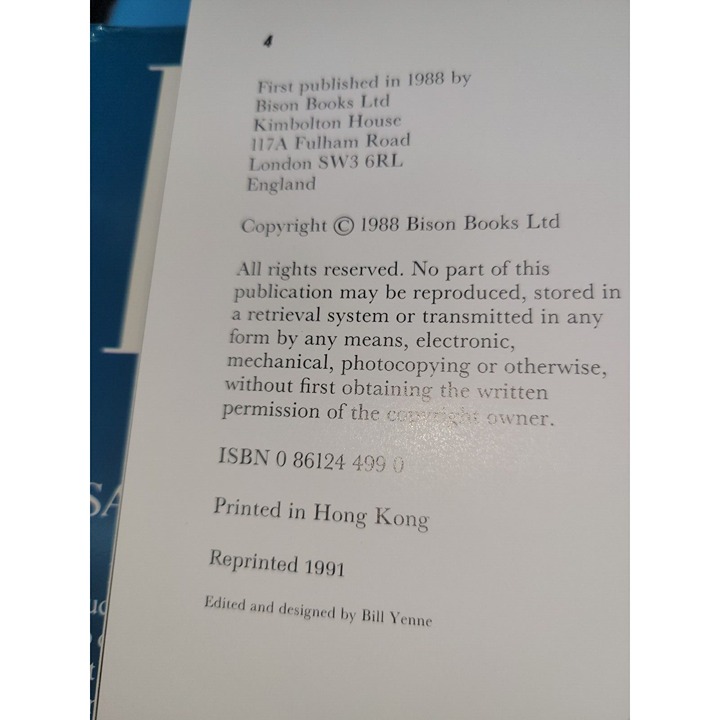 4
First published in 1988 by
Bison Books Ltd
Kimbolton House
117A Fulham Road
London SW3 6RL
England
Copyright © 1988 Bison Books Ltd
All rights reserved. No part of this
publication may be reproduced, stored in
a retrieval system or transmitted in any
form by any means, electronic,
mechanical, photocopying or otherwise,
without first obtaining the written
permission of the copyright owner.
ISBN 0 86124 499 0
Printed in Hong Kong
Reprinted 1991
Edited and designed by Bill Yenne